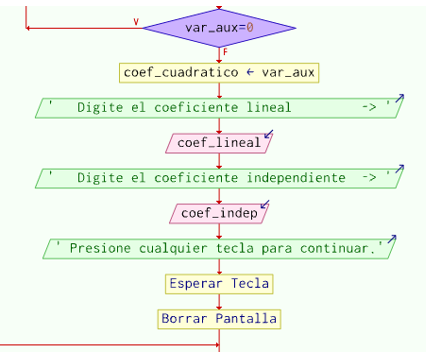 V
var_aux=0
F
coef_cuadratico ← var_aux
'   Digite el coeficiente lineal         -> '
coef_lineal
'   Digite el coeficiente independiente  -> '
coef_indep
' Presione cualquier tecla para continuar.'
Esperar Tecla
Borrar Pantalla